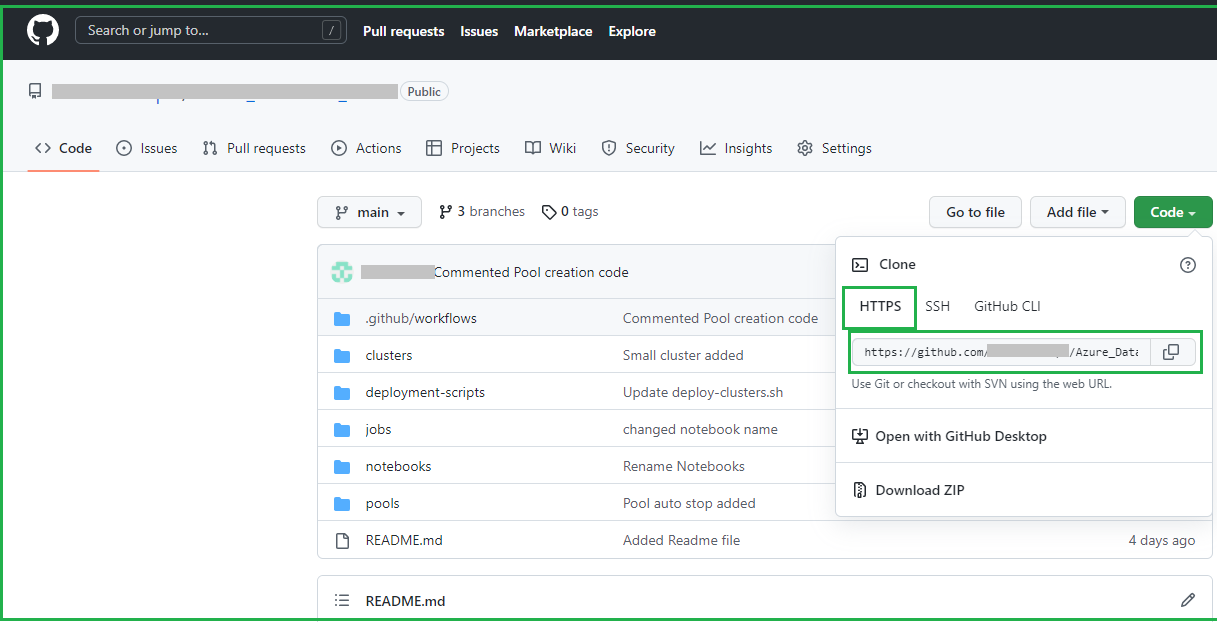 Search or jump to... / Pull requests Issues Marketplace Explore
Public
Code Issues Pull requests Actions Projects Wiki Security Insights Settings
main 3 branches 0 tags Go to file Add file Code
Commented Pool creation code
.github/workflows Commented Pool creation code
clusters Small cluster added
deployment-scripts Update deploy-clusters.sh
jobs changed notebook name
notebooks Rename Notebooks
pools Pool auto stop added
README.md Added Readme file 4 days ago
README.md
Clone
HTTPS SSH GitHub CLI
https://github.com/ /Azure_Data
Use Git or checkout with SVN using the web URL.
Open with GitHub Desktop
Download ZIP